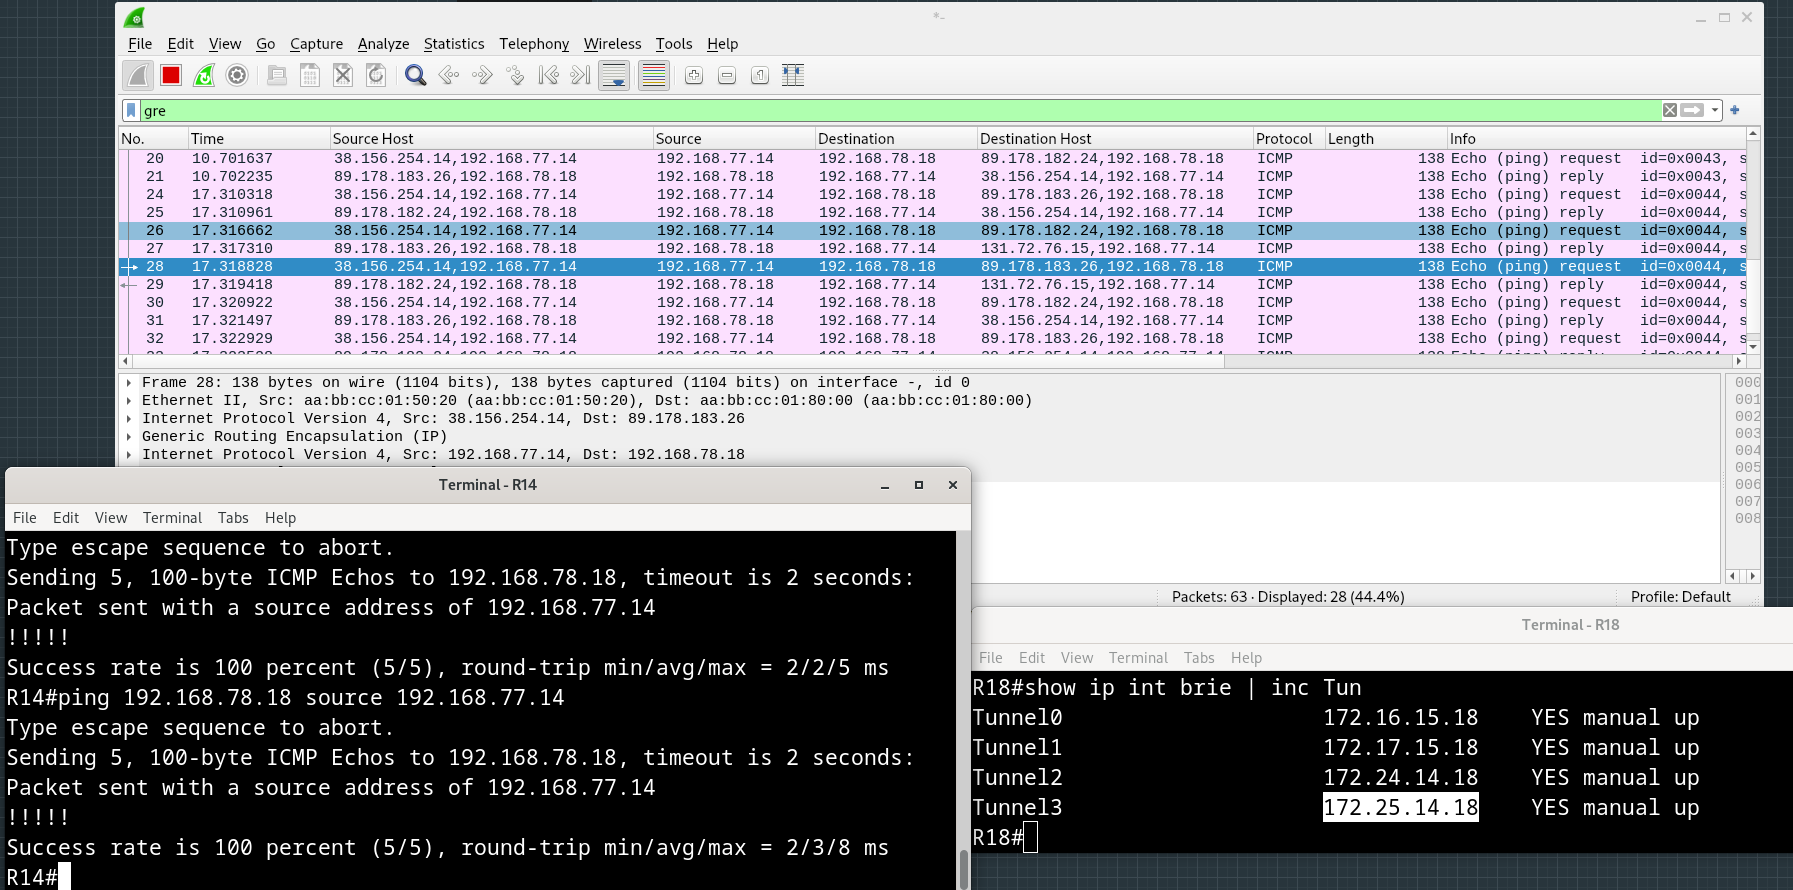 *-
File Edit View Go Capture Analyze Statistics Telephony Wireless Tools Help
gre
No. Time Source Host Source Destination Destination Host Protocol Length Info
20 10.701637 38.156.254.14,192.168.77.14 192.168.77.14 192.168.78.18 89.178.182.24,192.168.78.18 ICMP 138 Echo (ping) request id=0x0043, s
21 10.702235 89.178.183.26,192.168.78.18 192.168.78.18 192.168.77.14 38.156.254.14,192.168.77.14 ICMP 138 Echo (ping) reply id=0x0043, s
24 17.310318 38.156.254.14,192.168.77.14 192.168.77.14 192.168.78.18 89.178.183.26,192.168.78.18 ICMP 138 Echo (ping) request id=0x0044, s
25 17.310961 89.178.182.24,192.168.78.18 192.168.78.18 192.168.77.14 38.156.254.14,192.168.77.14 ICMP 138 Echo (ping) reply id=0x0044, s
26 17.316662 38.156.254.14,192.168.77.14 192.168.77.14 192.168.78.18 89.178.182.24,192.168.78.18 ICMP 138 Echo (ping) request id=0x0044, s
27 17.317310 89.178.183.26,192.168.78.18 192.168.78.18 192.168.77.14 131.72.76.15,192.168.77.14 ICMP 138 Echo (ping) reply id=0x0044, s
28 17.318828 38.156.254.14,192.168.77.14 192.168.77.14 192.168.78.18 89.178.183.26,192.168.78.18 ICMP 138 Echo (ping) request id=0x0044, s
29 17.319418 89.178.182.24,192.168.78.18 192.168.78.18 192.168.77.14 131.72.76.15,192.168.77.14 ICMP 138 Echo (ping) reply id=0x0044, s
30 17.320922 38.156.254.14,192.168.77.14 192.168.77.14 192.168.78.18 89.178.182.24,192.168.78.18 ICMP 138 Echo (ping) request id=0x0044, s
31 17.321497 89.178.183.26,192.168.78.18 192.168.78.18 192.168.77.14 38.156.254.14,192.168.77.14 ICMP 138 Echo (ping) reply id=0x0044, s
32 17.322929 38.156.254.14,192.168.77.14 192.168.77.14 192.168.78.18 89.178.183.26,192.168.78.18 ICMP 138 Echo (ping) request id=0x0044, s
Frame 28: 138 bytes on wire (1104 bits), 138 bytes captured (1104 bits) on interface -, id 0
Ethernet II, Src: aa:bb:cc:01:50:20 (aa:bb:cc:01:50:20), Dst: aa:bb:cc:01:80:00 (aa:bb:cc:01:80:00)
Internet Protocol Version 4, Src: 38.156.254.14, Dst: 89.178.183.26
Generic Routing Encapsulation (IP)
Internet Protocol Version 4, Src: 192.168.77.14, Dst: 192.168.78.18
000
001
002
003
004
005
006
007
008
Packets: 63 · Displayed: 28 (44.4%) Profile: Default
Terminal - R14
File Edit View Terminal Tabs Help
Type escape sequence to abort.
Sending 5, 100-byte ICMP Echos to 192.168.78.18, timeout is 2 seconds:
Packet sent with a source address of 192.168.77.14
!!!!!
Success rate is 100 percent (5/5), round-trip min/avg/max = 2/2/5 ms
R14#ping 192.168.78.18 source 192.168.77.14
Type escape sequence to abort.
Sending 5, 100-byte ICMP Echos to 192.168.78.18, timeout is 2 seconds:
Packet sent with a source address of 192.168.77.14
!!!!!
Success rate is 100 percent (5/5), round-trip min/avg/max = 2/3/8 ms
R14#
Terminal - R18
File Edit View Terminal Tabs Help
R18#show ip int brie | inc Tun
Tunnel0 172.16.15.18 YES manual up
Tunnel1 172.17.15.18 YES manual up
Tunnel2 172.24.14.18 YES manual up
Tunnel3 172.25.14.18 YES manual up
R18#